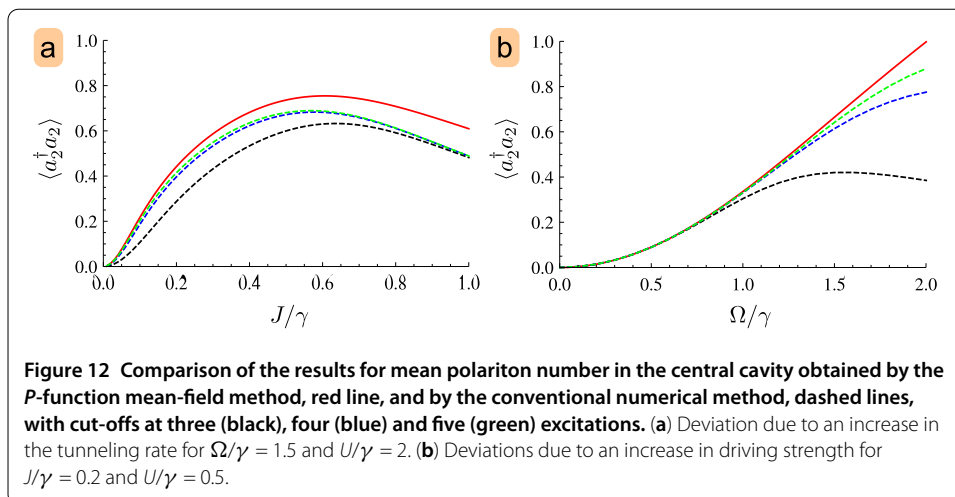 a
b
⟨a₂†a₂⟩
1.0
0.8
0.6
0.4
0.2
0.0
0.0 0.2 0.4 0.6 0.8 1.0
J/γ
⟨a₂†a₂⟩
1.0
0.8
0.6
0.4
0.2
0.0
0.0 0.5 1.0 1.5 2.0
Ω/γ
Figure 12 Comparison of the results for mean polariton number in the central cavity obtained by the
P-function mean-field method, red line, and by the conventional numerical method, dashed lines,
with cut-offs at three (black), four (blue) and five (green) excitations. (a) Deviation due to an increase in
the tunneling rate for Ω/γ = 1.5 and U/γ = 2. (b) Deviations due to an increase in driving strength for
J/γ = 0.2 and U/γ = 0.5.